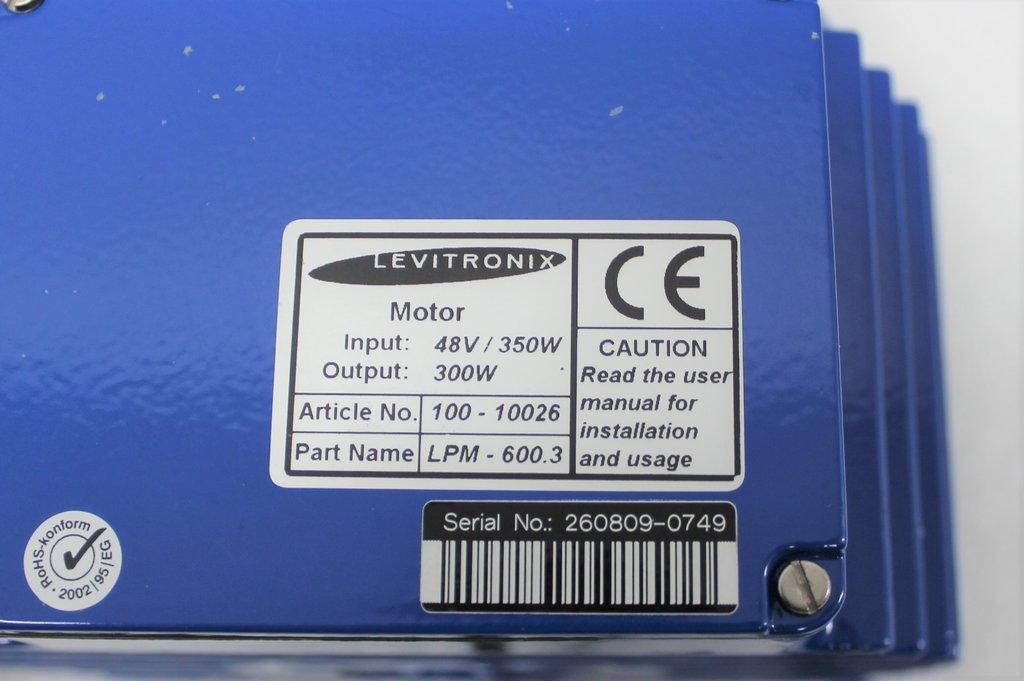 LEVITRONIX
Motor
Input: 48V / 350W
Output: 300W
Article No. 100 - 10026
Part Name LPM - 600.3
CE
CAUTION
Read the user
manual for
installation
and usage
Serial No.: 260809-0749
RoHS-konform
· 2002|95|EG